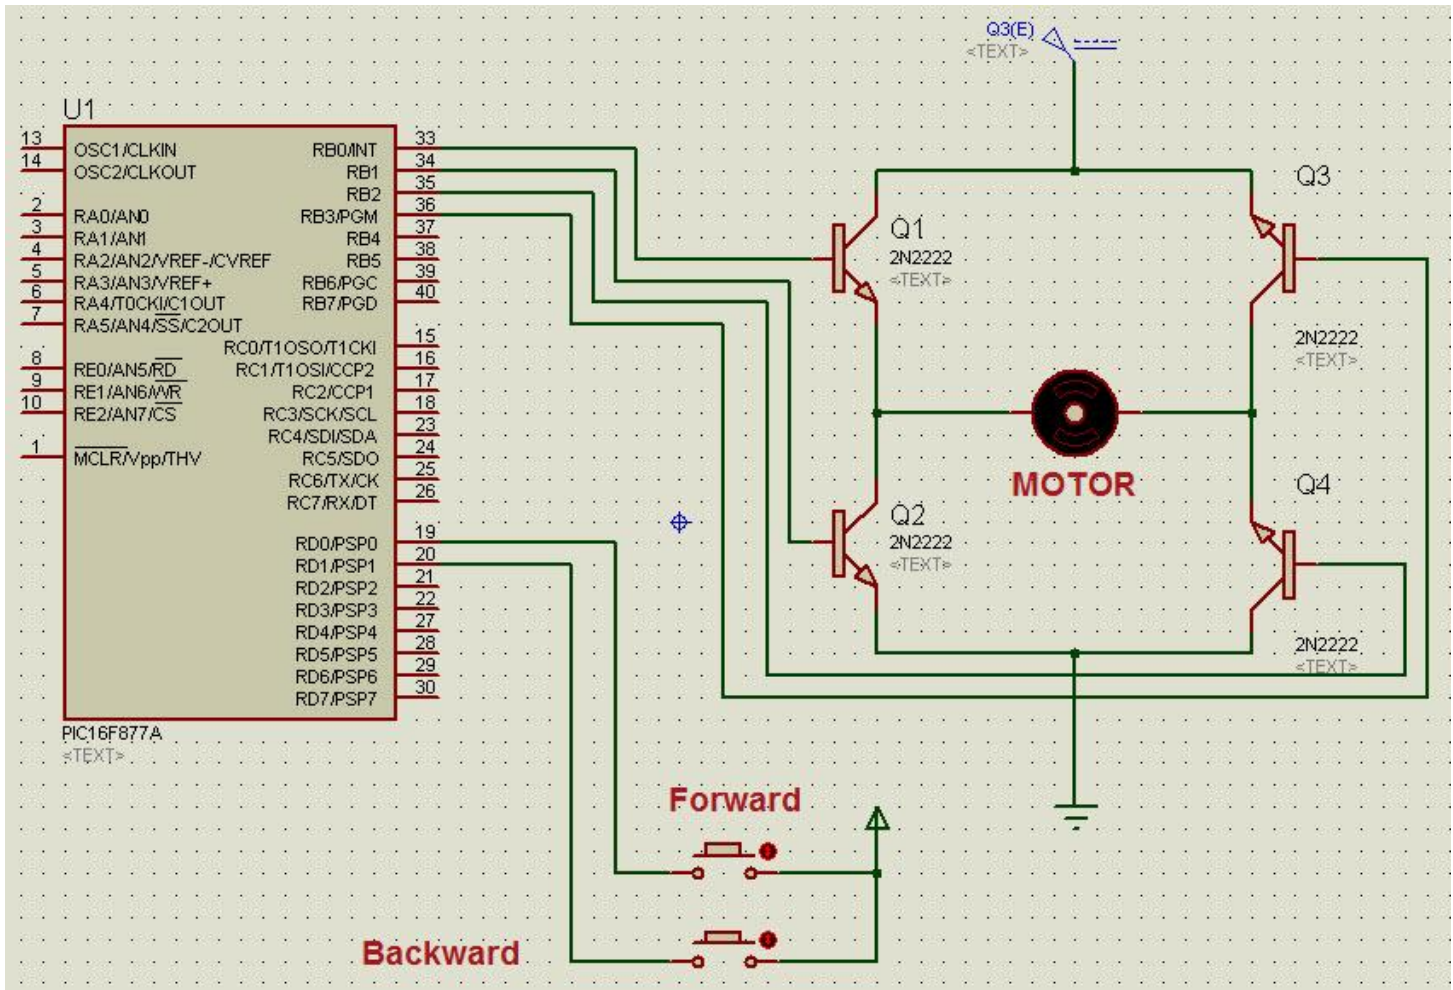 Q3(E)
<TEXT>
U1
13 OSC1/CLKIN
14 OSC2/CLKOUT
2 RA0/AN0
3 RA1/AN1
4 RA2/AN2/VREF-/CVREF
5 RA3/AN3/VREF+
6 RA4/T0CKI/C1OUT
7 RA5/AN4/SS/C2OUT
8 RE0/AN5/RD
9 RE1/AN6/WR
10 RE2/AN7/CS
1 MCLR/Vpp/THV
RB0/INT 33
RB1 34
RB2 35
RB3/PGM 36
RB4 37
RB5 38
RB6/PGC 39
RB7/PGD 40
RC0/T1OSO/T1CKI 15
RC1/T1OSI/CCP2 16
RC2/CCP1 17
RC3/SCK/SCL 18
RC4/SDI/SDA 23
RC5/SDO 24
RC6/TX/CK 25
RC7/RX/DT 26
RD0/PSP0 19
RD1/PSP1 20
RD2/PSP2 21
RD3/PSP3 22
RD4/PSP4 27
RD5/PSP5 28
RD6/PSP6 29
RD7/PSP7 30
PIC16F877A
<TEXT>
Q1
2N2222
<TEXT>
Q3
2N2222
<TEXT>
MOTOR
Q2
2N2222
<TEXT>
Q4
2N2222
<TEXT>
Forward
Backward